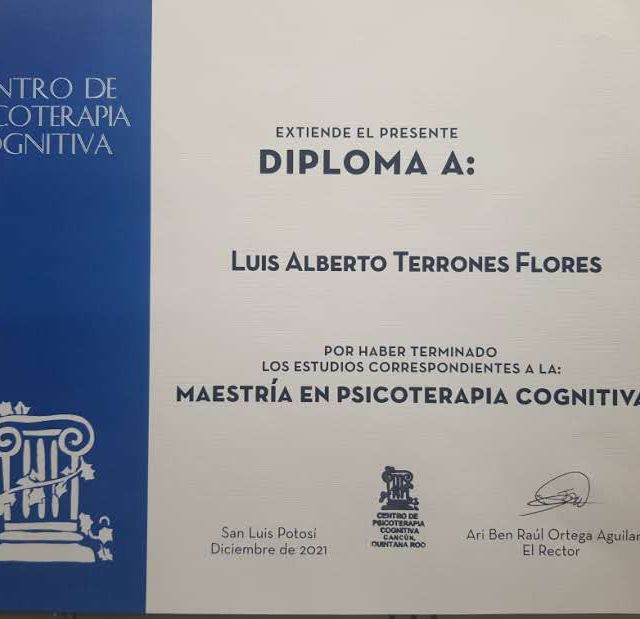 NTRO DE
COTERAPIA
OGNITIVA
EXTIENDE EL PRESENTE
DIPLOMA A:
LUIS ALBERTO TERRONES FLORES
POR HABER TERMINADO
LOS ESTUDIOS CORRESPONDIENTES A LA:
MAESTRÍA EN PSICOTERAPIA COGNITIVA
San Luis Potosí
Diciembre de 2021
CENTRO DE
PSICOTERAPIA
COGNITIVA
CANCÚN,
QUINTANA ROO
Ari Ben Raúl Ortega Aguilar
El Rector